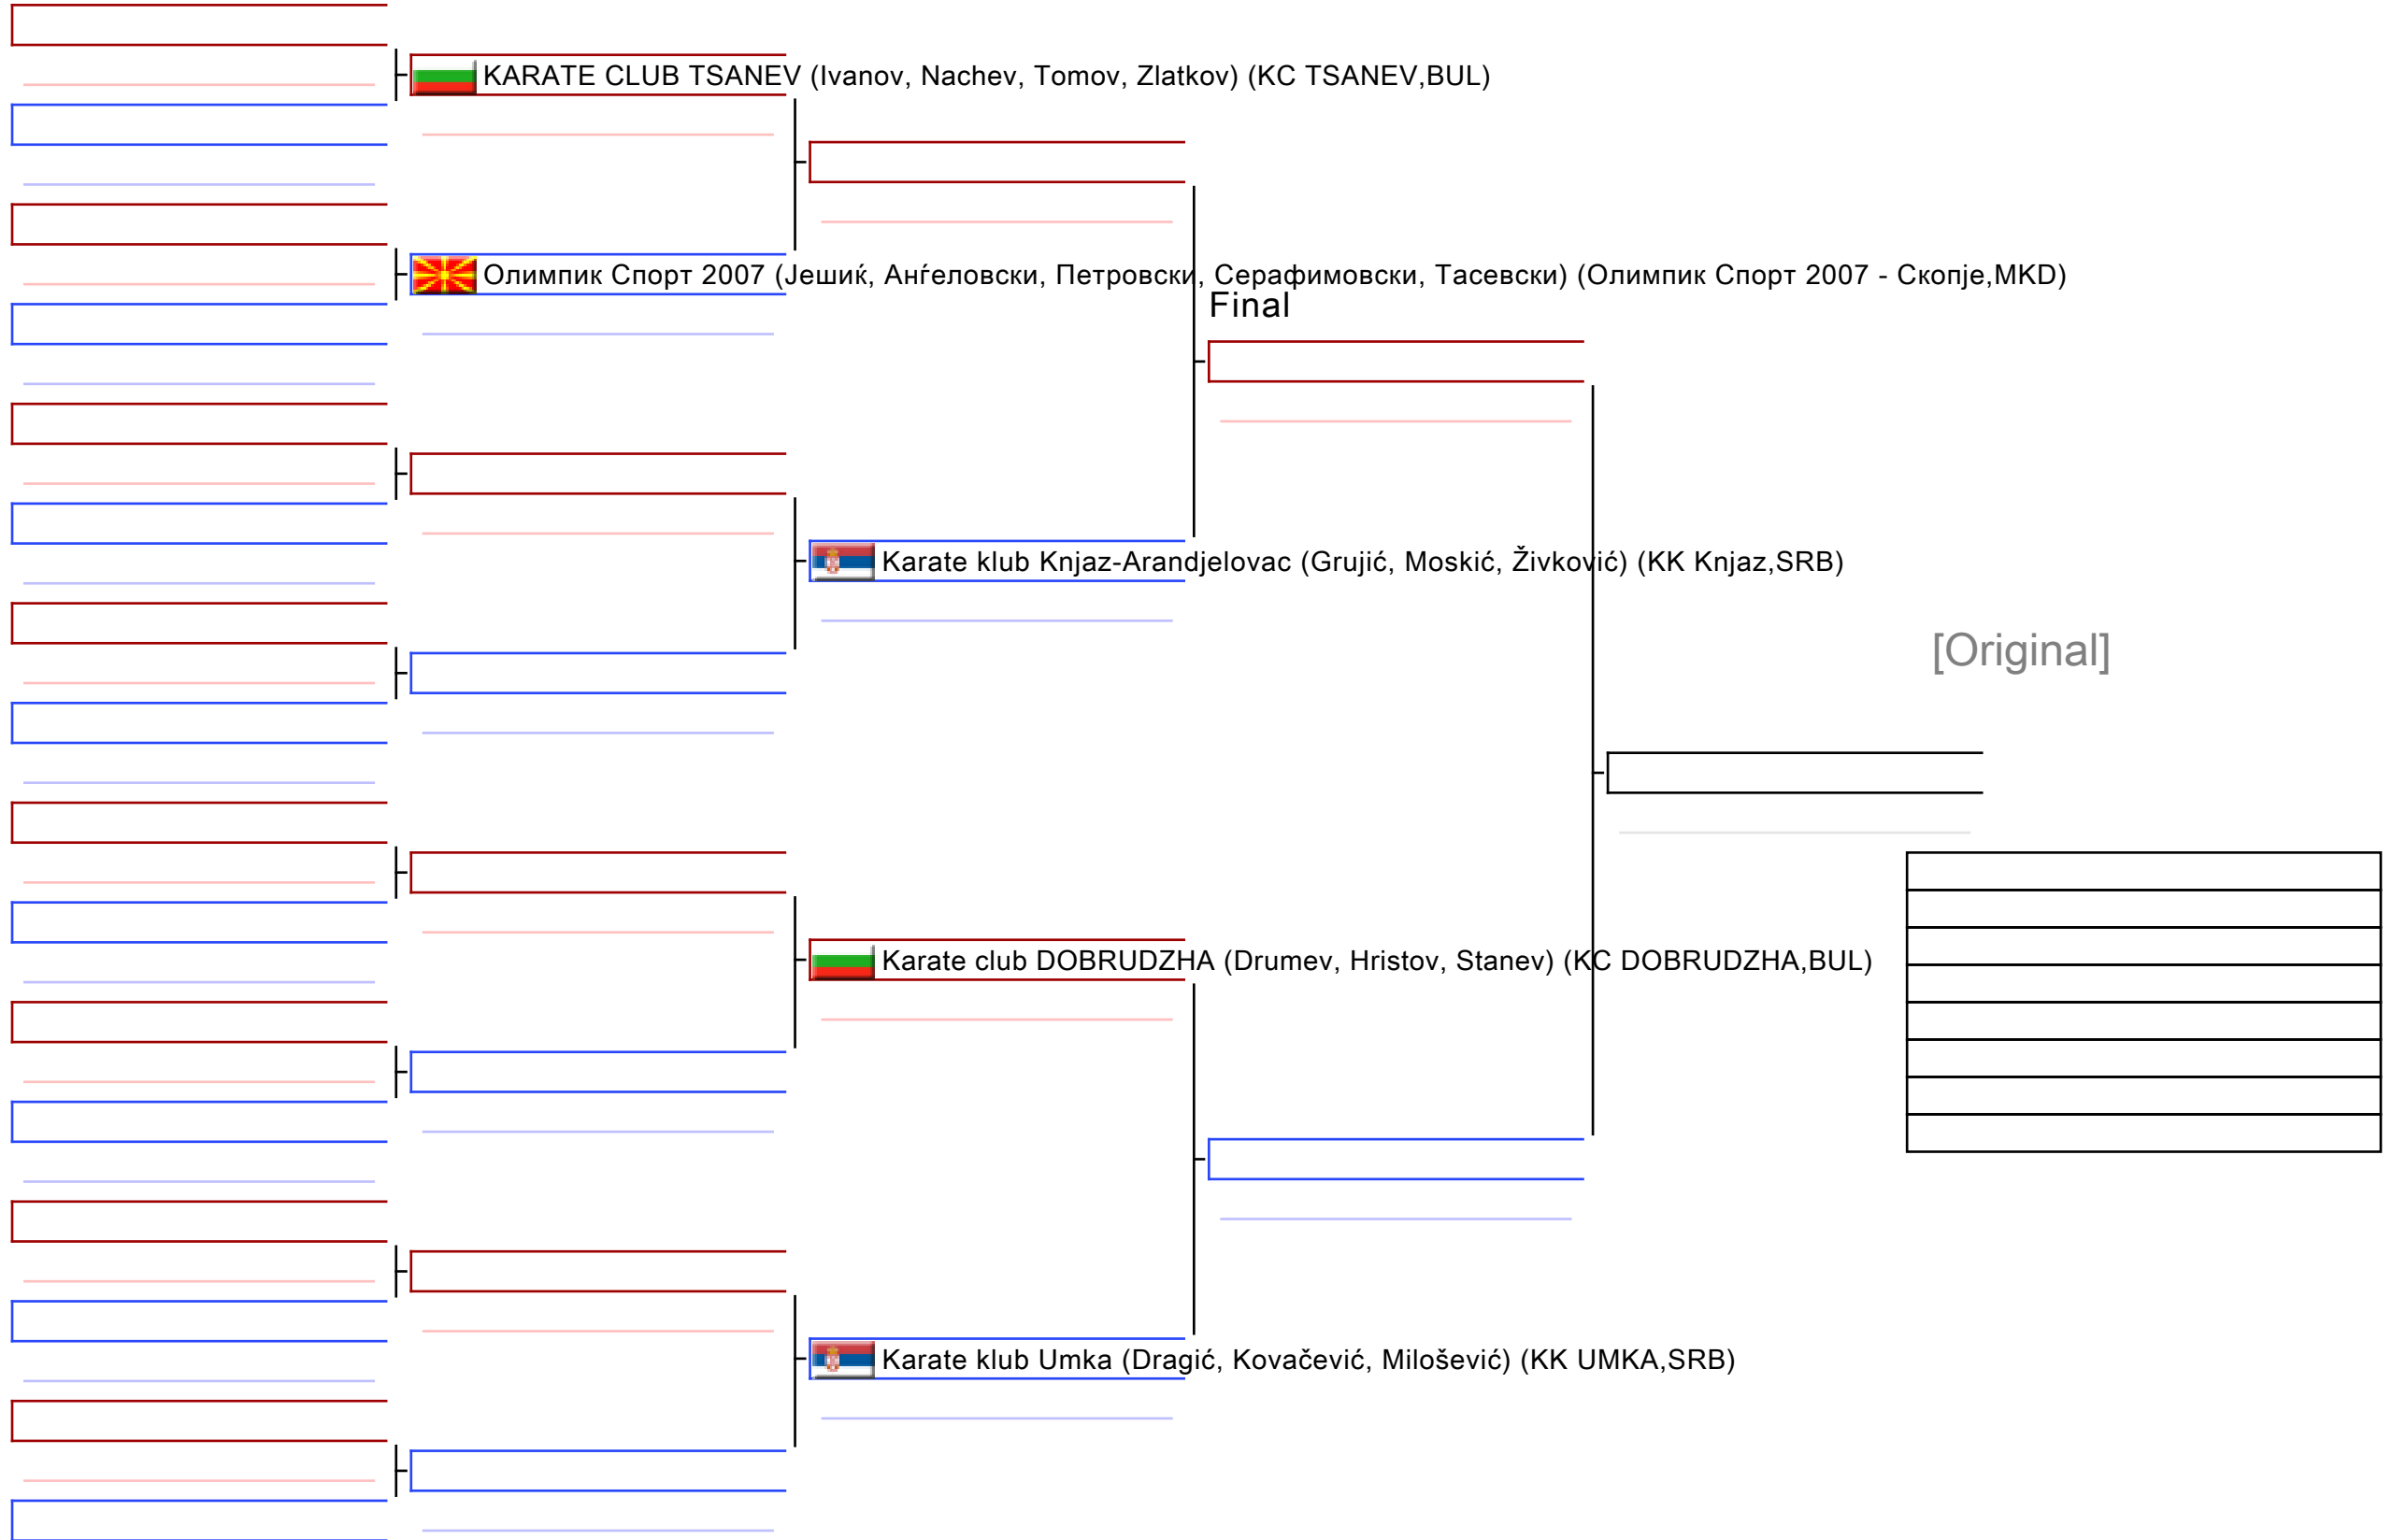 KARATE CLUB TSANEV (Ivanov, Nachev, Tomov, Zlatkov) (KC TSANEV,BUL)
Олимпик Спорт 2007 (Јешиќ, Анѓеловски, Петровски, Серафимовски, Тасевски) (Олимпик Спорт 2007 - Скопје,MKD)
Final
Karate klub Knjaz-Arandjelovac (Grujić, Moskić, Živković) (KK Knjaz,SRB)
[Original]
Karate club DOBRUDZHA (Drumev, Hristov, Stanev) (KC DOBRUDZHA,BUL)
Karate klub Umka (Dragić, Kovačević, Milošević) (KK UMKA,SRB)